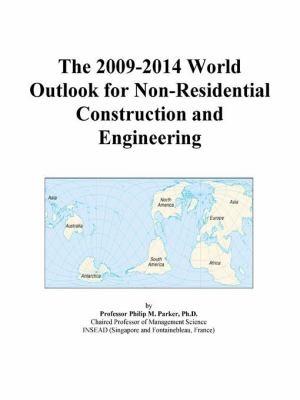 The 2009-2014 World
Outlook for Non-Residential
Construction and
Engineering
North
America
Asia
Asia
Europe
Australia
Africa
South
America
Antarctica
by
Professor Philip M. Parker, Ph.D.
Chaired Professor of Management Science
INSEAD (Singapore and Fontainebleau, France)